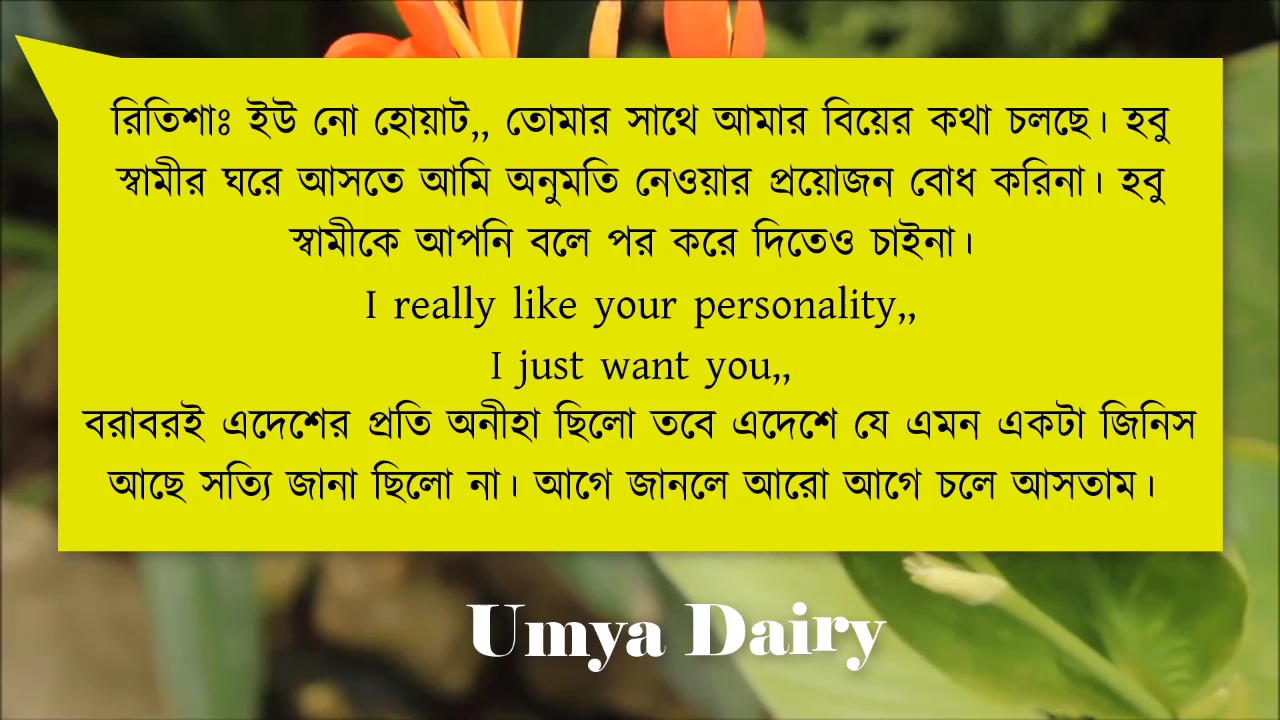 রিতিশাঃ ইউ নো হোয়াট,, তোমার সাথে আমার বিয়ের কথা চলছে। হবু
স্বামীর ঘরে আসতে আমি অনুমতি নেওয়ার প্রয়োজন বোধ করিনা। হবু
স্বামীকে আপনি বলে পর করে দিতেও চাইনা।
I really like your personality,,
I just want you,,
বরাবরই এদেশের প্রতি অনীহা ছিলো তবে এদেশে যে এমন একটা জিনিস
আছে সত্যি জানা ছিলো না। আগে জানলে আরো আগে চলে আসতাম।
Umya Dairy